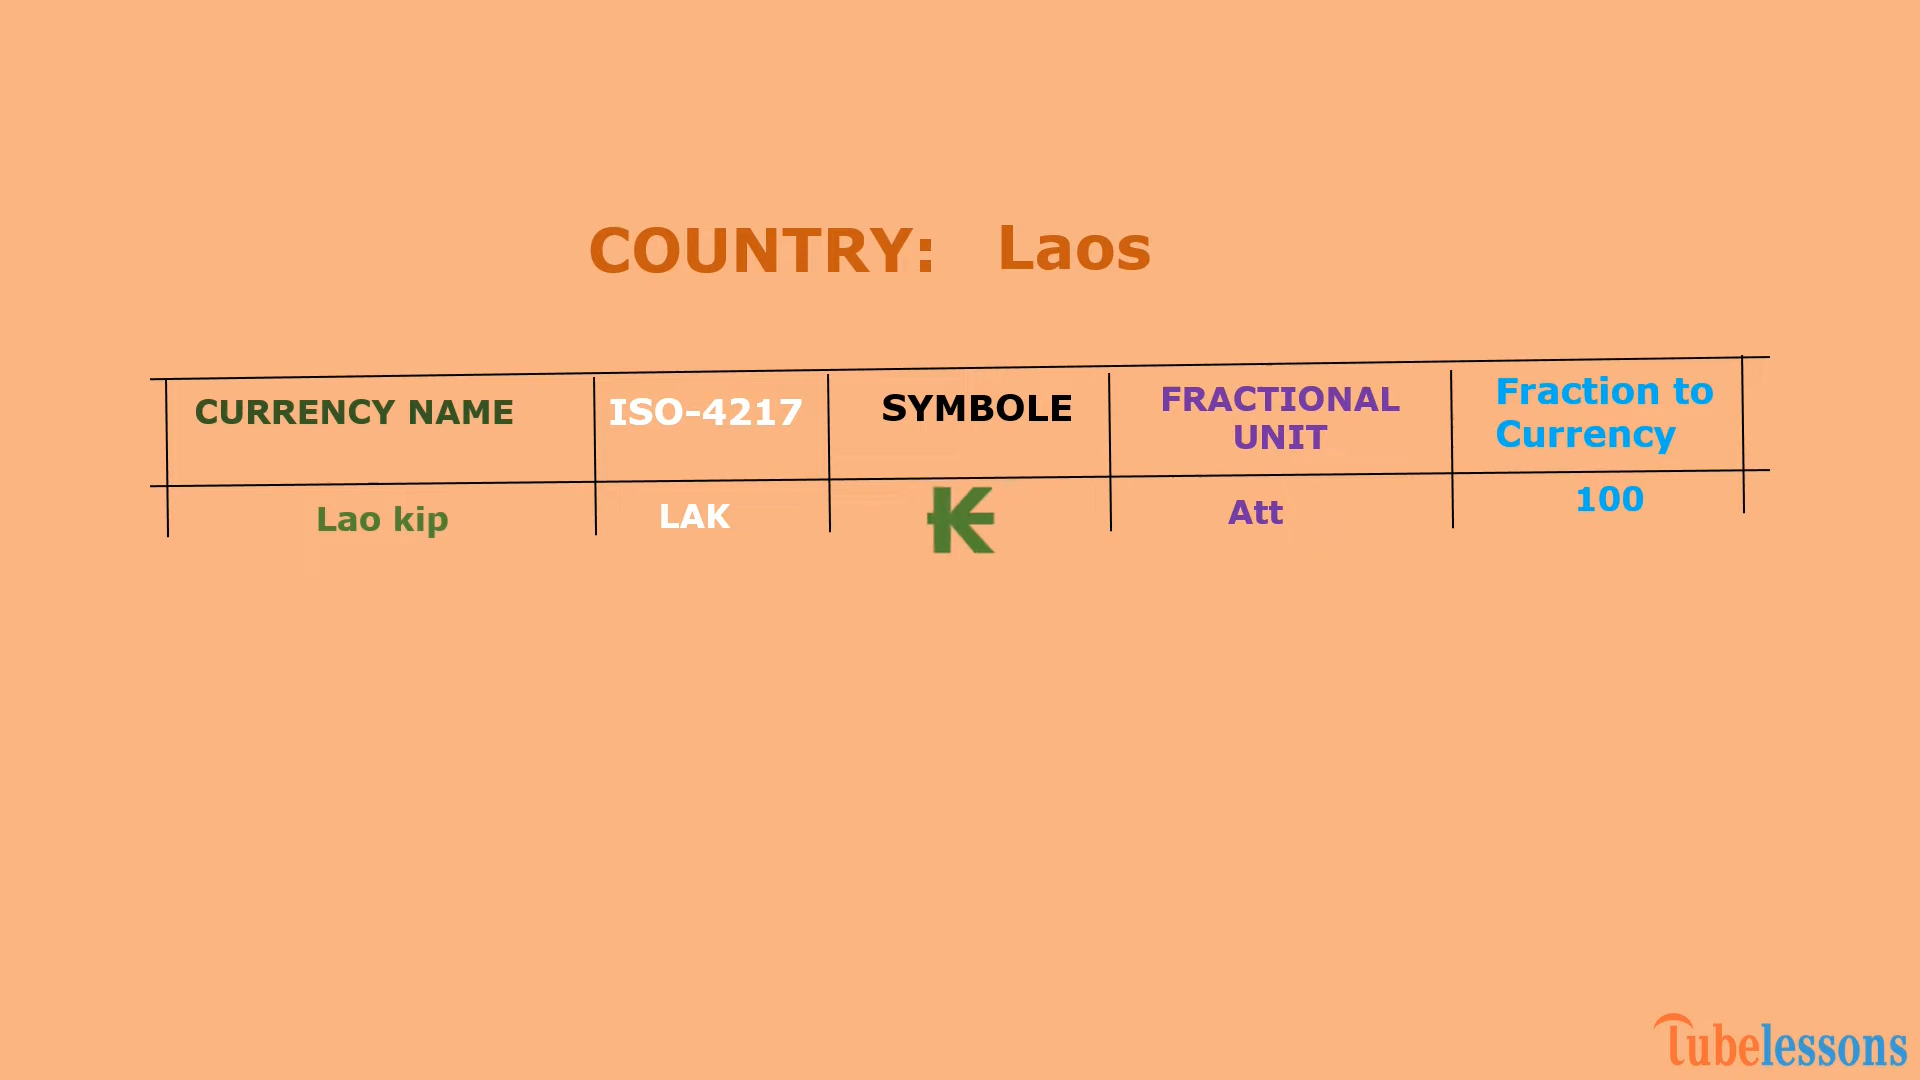 COUNTRY: Laos
CURRENCY NAME ISO-4217 SYMBOLE FRACTIONAL UNIT Fraction to Currency
Lao kip LAK ₭ Att 100
Tubelessons